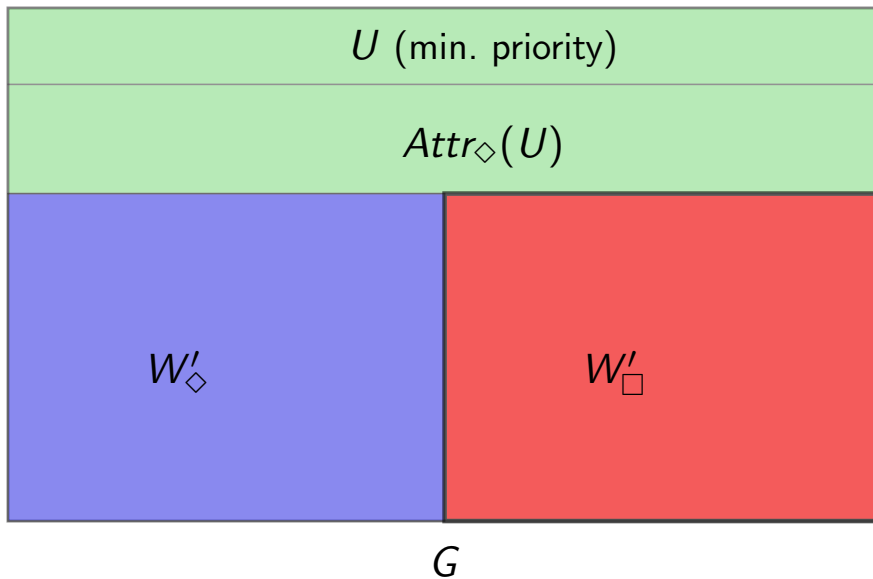 U (min. priority)
Attr◇(U)
W′◇
W′□
G